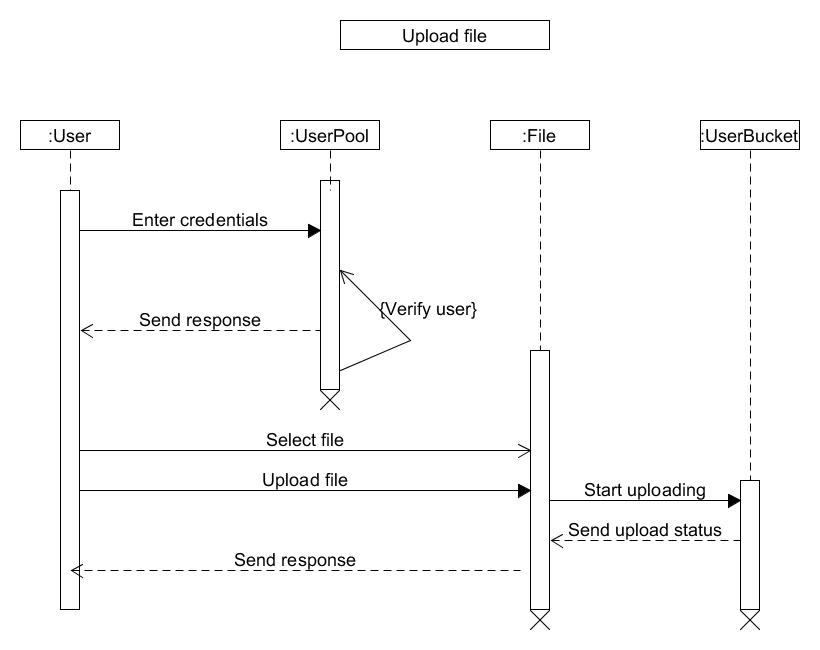 Upload file
:User
:UserPool
:File
:UserBucket
Enter credentials
{Verify user}
Send response
Select file
Upload file
Start uploading
Send upload status
Send response